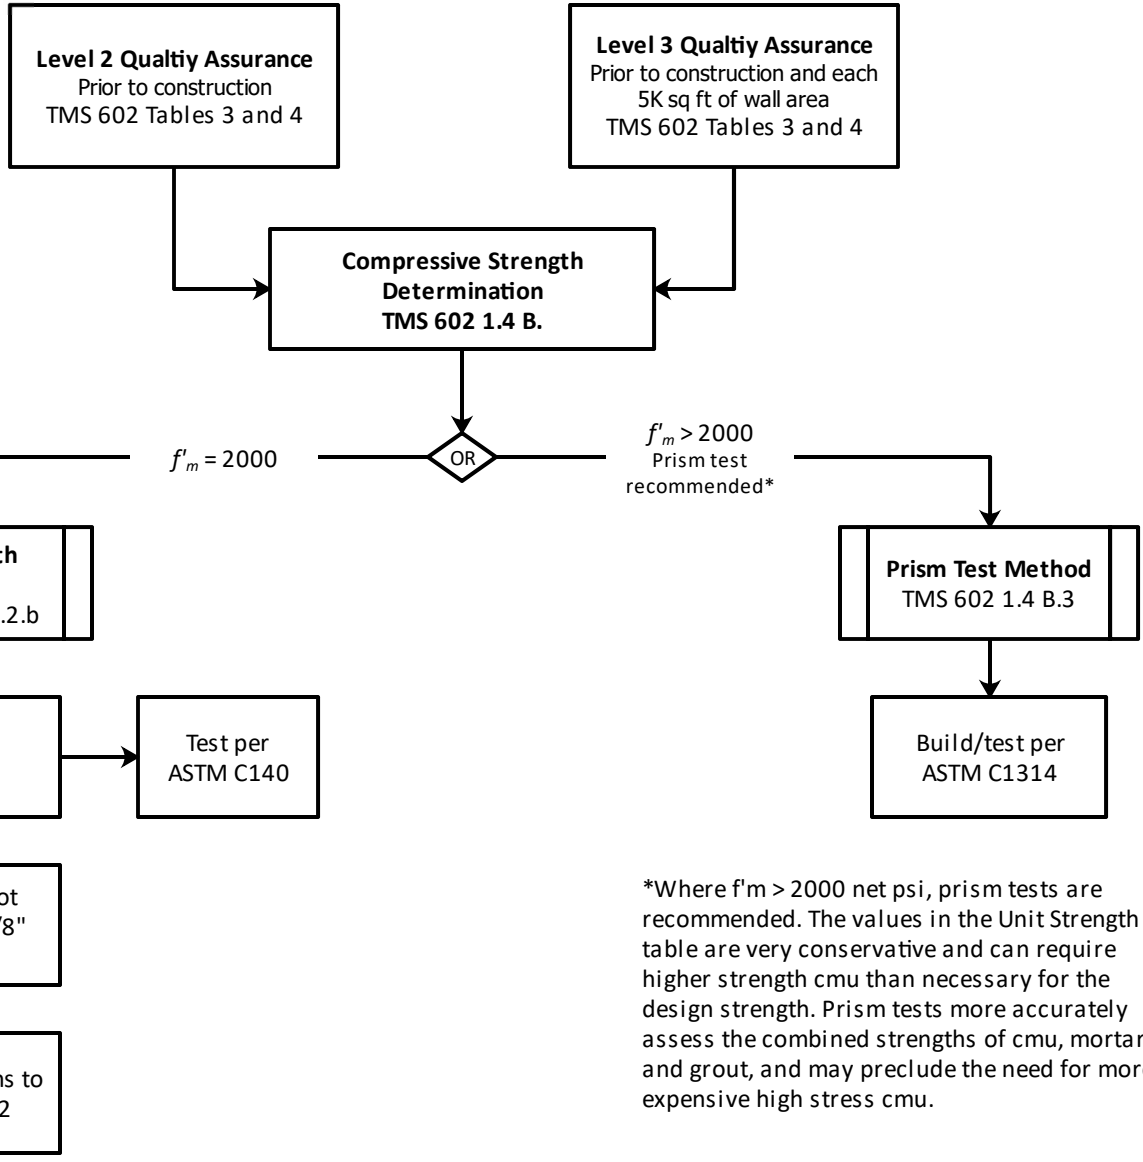 Level 2 Qualtiy Assurance
Prior to construction
TMS 602 Tables 3 and 4
Level 3 Qualtiy Assurance
Prior to construction and each
5K sq ft of wall area
TMS 602 Tables 3 and 4
Compressive Strength
Determination
TMS 602 1.4 B.
f'm = 2000
OR
f'm > 2000
Prism test
recommended*
.2.b
Prism Test Method
TMS 602 1.4 B.3
Test per
ASTM C140
Build/test per
ASTM C1314
/8"
to
2
*Where f'm > 2000 net psi, prism tests are
recommended. The values in the Unit Strength
table are very conservative and can require
higher strength cmu than necessary for the
design strength. Prism tests more accurately
assess the combined strengths of cmu, mortar
and grout, and may preclude the need for more
expensive high stress cmu.